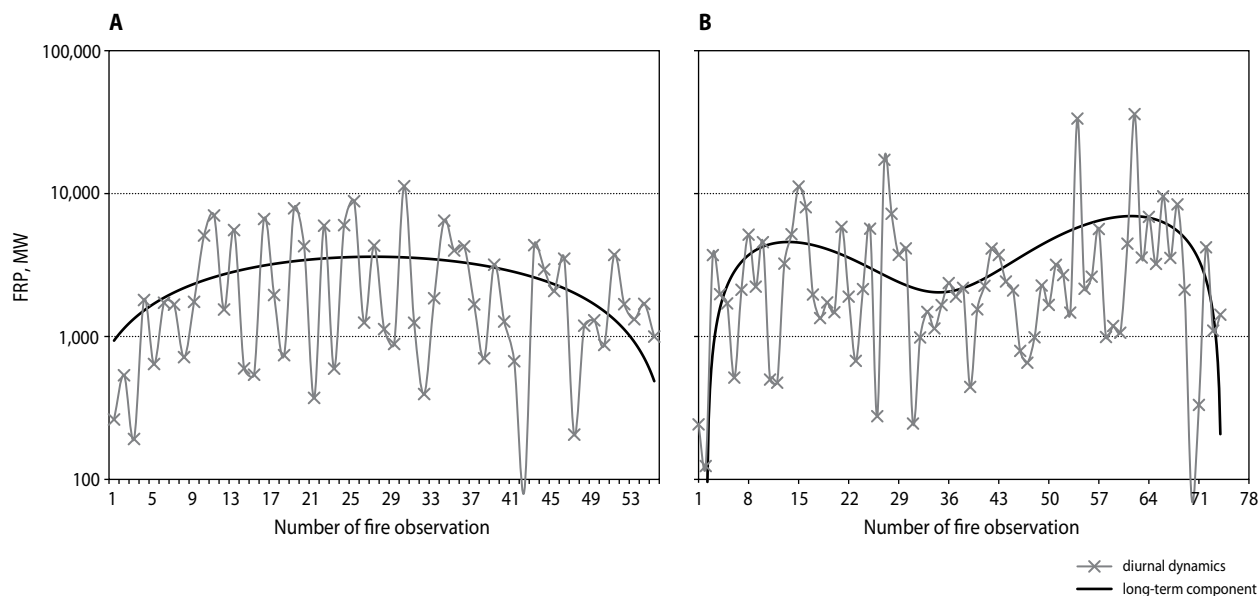 A
B
FRP, MW
100,000
10,000
1,000
100
1 5 9 13 17 21 25 29 33 37 41 45 49 53
1 8 15 22 29 36 43 50 57 64 71 78
Number of fire observation
Number of fire observation
diurnal dynamics
long-term component